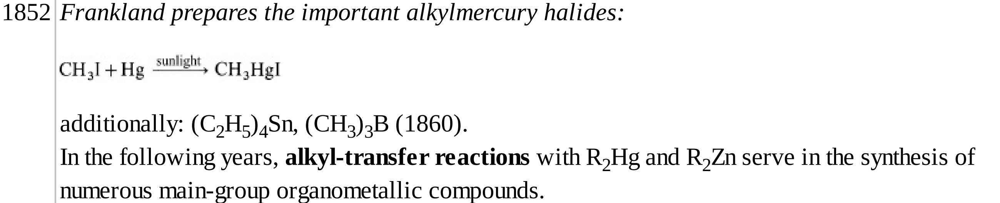 1852 Frankland prepares the important alkylmercury halides:
CH₃I + Hg sunlight→ CH₃HgI
additionally: (C₂H₅)₄Sn, (CH₃)₃B (1860).
In the following years, alkyl-transfer reactions with R₂Hg and R₂Zn serve in the synthesis of
numerous main-group organometallic compounds.